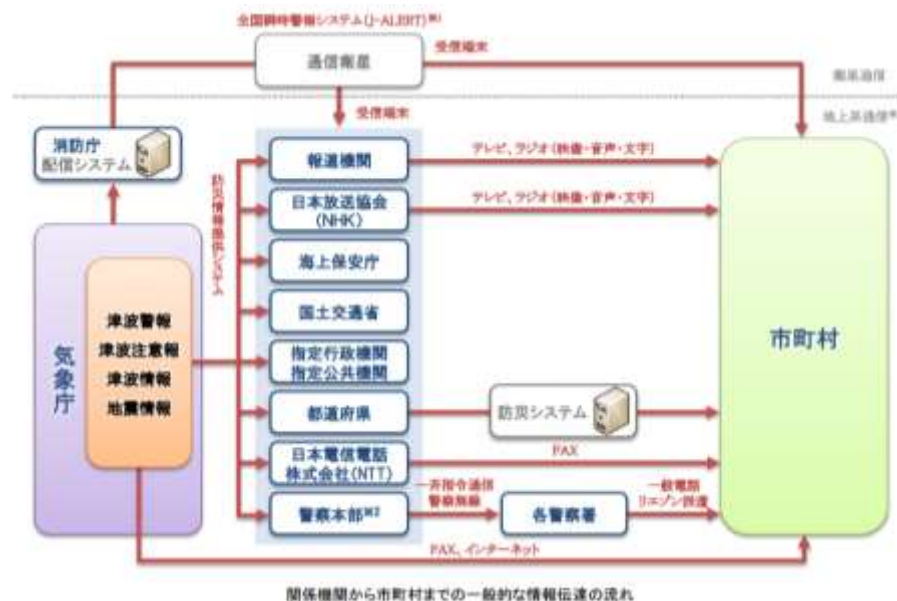 全国瞬時警報システム(J-ALERT)※1
通信衛星
受信端末
受信端末
地上系通信※
消防庁
配信システム
防災情報提供システム
報道機関
テレビ、ラジオ(映像・音声・文字)
日本放送協会
(NHK)
テレビ、ラジオ(映像・音声・文字)
海上保安庁
国土交通省
指定行政機関
指定公共機関
都道府県
防災システム
日本電信電話
株式会社(NTT)
FAX
警察本部※2
一斉指令通信
警察無線
各警察署
一般電話
リエゾン派遣
気象庁
津波警報
津波注意報
津波情報
地震情報
市町村
FAX、インターネット
関係機関から市町村までの一般的な情報伝達の流れ